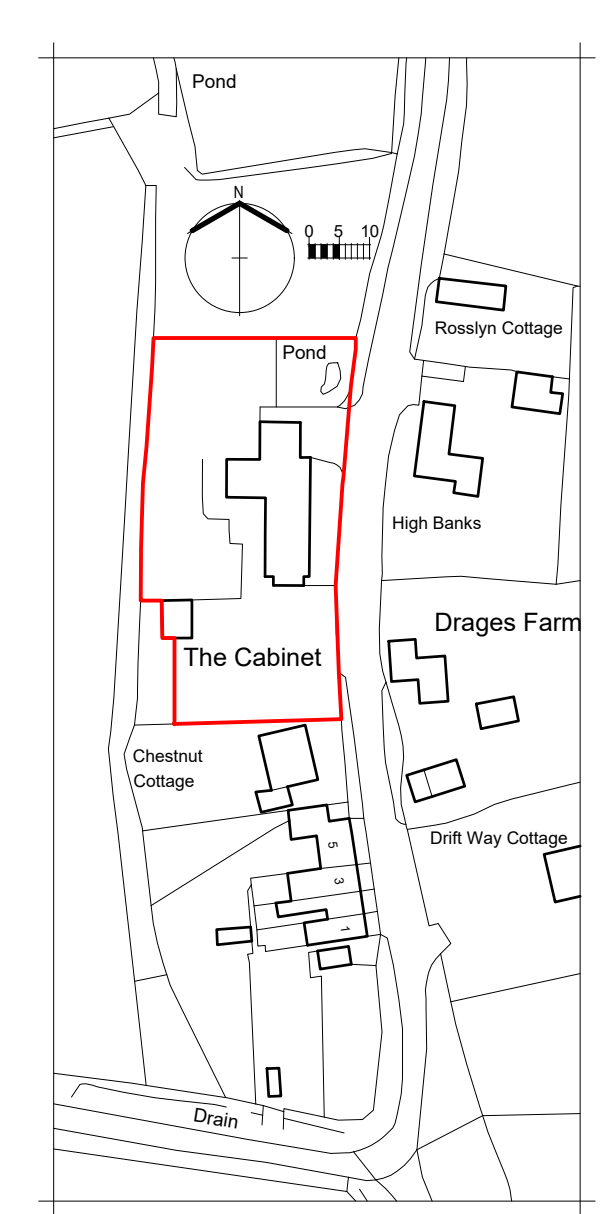 Pond
N
0 5 10
Rosslyn Cottage
Pond
High Banks
Drages Farm
The Cabinet
Chestnut
Cottage
Drift Way Cottage
5
3
1
Drain